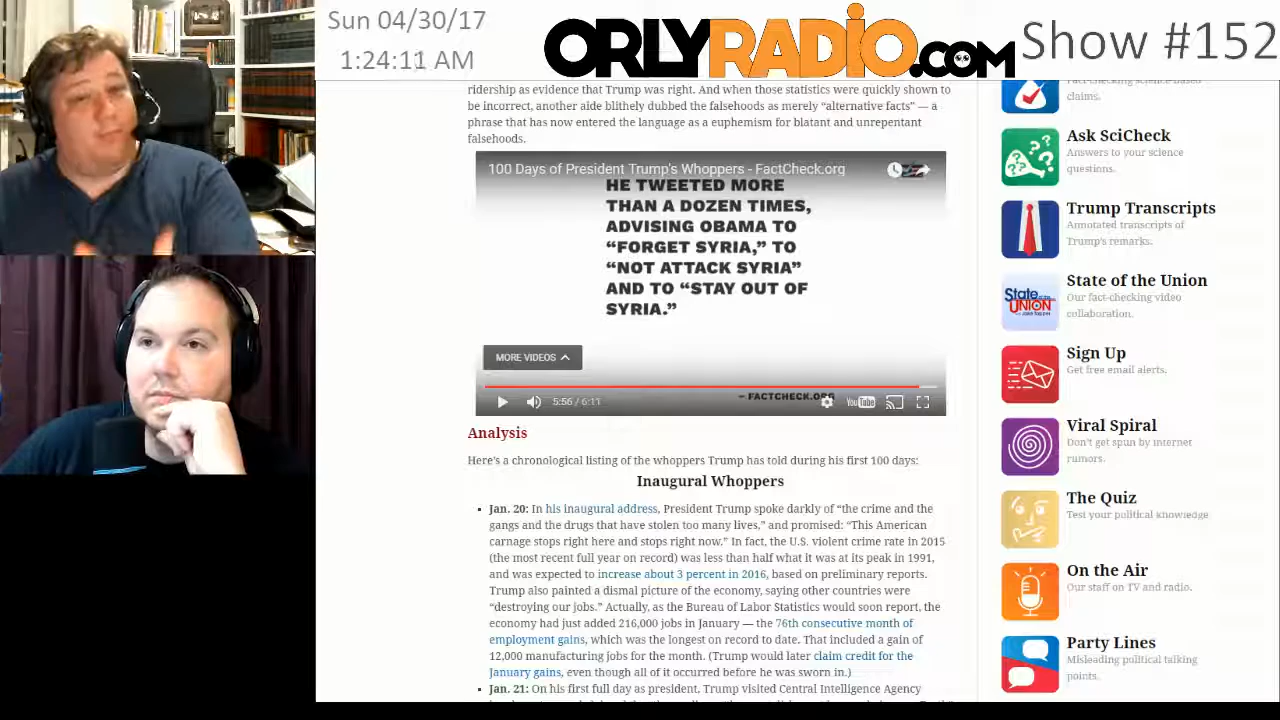 Sun 04/30/17
1:24:11 AM
ORLYRADIO.COM
Show #152
ridership as evidence that Trump was right. And when those statistics were quickly shown to
be incorrect, another aide blithely dubbed the falsehoods as merely “alternative facts” — a
phrase that has now entered the language as a euphemism for blatant and unrepentant
falsehoods.
100 Days of President Trump's Whoppers - FactCheck.org
HE TWEETED MORE
THAN A DOZEN TIMES,
ADVISING OBAMA TO
“FORGET SYRIA,” TO
“NOT ATTACK SYRIA”
AND TO “STAY OUT OF
SYRIA.”
MORE VIDEOS
– FACTCHECK.ORG
5:56 / 6:11
YouTube
Analysis
Here’s a chronological listing of the whoppers Trump has told during his first 100 days:
Inaugural Whoppers
Jan. 20: In his inaugural address, President Trump spoke darkly of “the crime and the
gangs and the drugs that have stolen too many lives,” and promised: “This American
carnage stops right here and stops right now.” In fact, the U.S. violent crime rate in 2015
(the most recent full year on record) was less than half what it was at its peak in 1991,
and was expected to increase about 3 percent in 2016, based on preliminary reports.
Trump also painted a dismal picture of the economy, saying other countries were
“destroying our jobs.” Actually, as the Bureau of Labor Statistics would soon report, the
economy had just added 216,000 jobs in January — the 76th consecutive month of
employment gains, which was the longest on record to date. That included a gain of
12,000 manufacturing jobs for the month. (Trump would later claim credit for the
January gains, even though all of it occurred before he was sworn in.)
Jan. 21: On his first full day as president, Trump visited Central Intelligence Agency
Fact-checking science-based
claims.
Ask SciCheck
Answers to your science
questions.
Trump Transcripts
Annotated transcripts of
Trump's remarks.
State of the Union
Our fact-checking video
collaboration.
State of the
UNION
Sign Up
Get free email alerts.
Viral Spiral
Don't get spun by internet
rumors.
The Quiz
Test your political knowledge
On the Air
Our staff on TV and radio.
Party Lines
Misleading political talking
points.